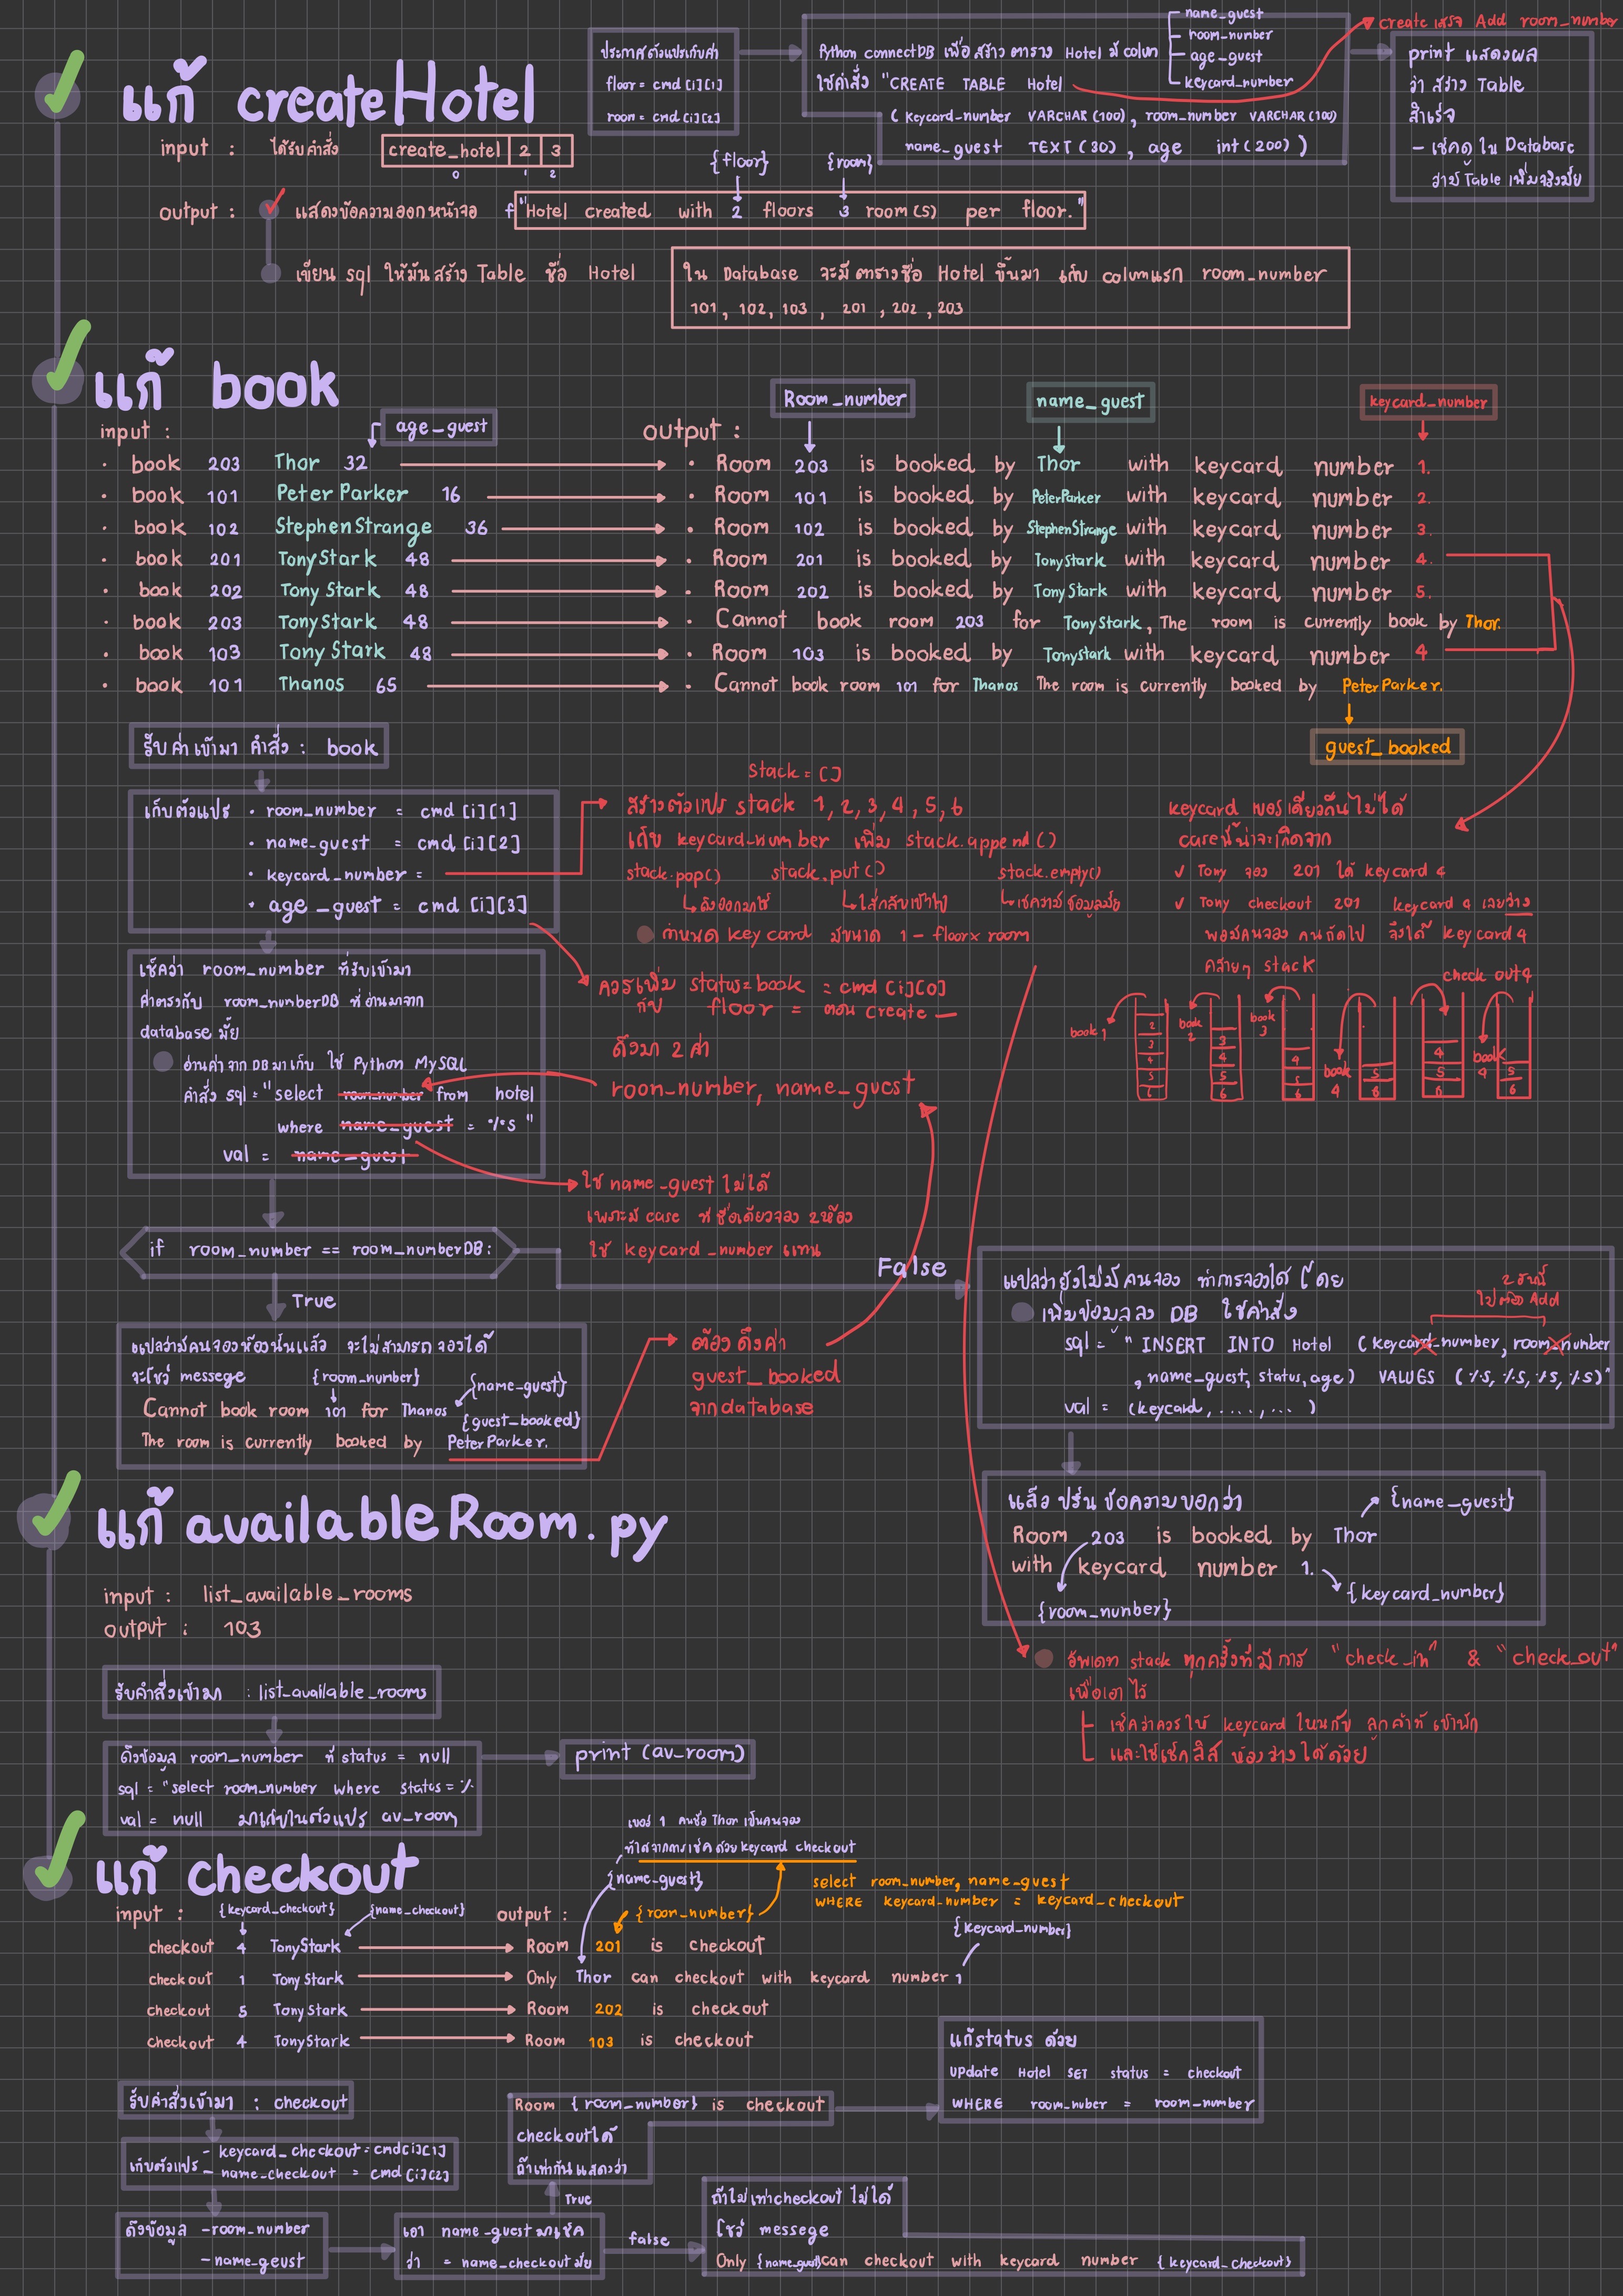 แก้ createHotel
input : ได้รับคำสั่ง create_hotel 2 3
0 1 2
output : แสดงข้อความออกหน้าจอ f"Hotel created with 2 floors 3 room(s) per floor."
{floor} {room}
เขียน sql ให้มันสร้าง Table ชื่อ Hotel
ใน Database จะมีตารางชื่อ Hotel ขึ้นมา เก็บ columแรก room_number
101, 102, 103, 201, 202, 203
ประกาศตัวแปรเก็บค่า
floor = cmd [i][1]
room = cmd [i][2]
Python connectDB เพื่อสร้าง ตาราง Hotel มี colum
name_guest
room_number
age_guest
keycard_number
ใช้คำสั่ง "CREATE TABLE Hotel
( keycard_number VARCHAR (100), room_number VARCHAR (100)
name_guest TEXT (30) , age int (200) )
create เสร็จ Add room_number
print แสดงผล
ว่า สร้าง Table
สำเร็จ
- เช็คดู ใน Database
ว่ามี Table เพิ่มจริงมั้ย
แก้ book
input : age_guest
output : Room_number name_guest keycard_number
book 203 Thor 32
Room 203 is booked by Thor with keycard number 1.
book 101 Peter Parker 16
Room 101 is booked by PeterParker with keycard number 2.
book 102 StephenStrange 36
Room 102 is booked by StephenStrange with keycard number 3.
book 201 TonyStark 48
Room 201 is booked by TonyStark with keycard number 4.
book 202 TonyStark 48
Room 202 is booked by TonyStark with keycard number 5.
book 203 TonyStark 48
Cannot book room 203 for TonyStark, The room is currently book by Thor.
book 103 TonyStark 48
Room 103 is booked by Tonystark with keycard number 4
book 101 Thanos 65
Cannot book room 101 for Thanos The room is currently booked by PeterParker.
guest_booked
รับค่าเข้ามา คำสั่ง : book
เก็บตัวแปร • room_number = cmd [i][1]
• name_guest = cmd [i][2]
• keycard_number =
• age_guest = cmd [i][3]
stack = []
สร้างตัวแปร stack 1, 2, 3, 4, 5, 6
เก็บ keycard_number เพิ่ม stack.append ()
stack.pop() stack.put() stack.empty()
ดึงออกมาใช้ ใส่กลับเข้าไป เช็คว่ามีข้อมูลมั้ย
กำหนด key card มีขนาด 1 - floor x room
ควรเพิ่ม status = book = cmd [i][0]
กับ floor = ตอน create
keycard เบอร์เดียวกันไม่ได้
caseนี้น่าจะเกิดจาก
✓ Tony จอง 201 ได้ keycard 4
✓ Tony checkout 201 keycard 4 เลยว่าง
พอมีคนจอง คนถัดไป จึงได้ keycard 4
คล้ายๆ stack
check out 4
book 1
2
3
4
5
6
book 2
3
4
5
6
book 3
4
5
6
book 4
5
6
4
5
6
book 4
5
6
เช็คว่า room_number ที่รับเข้ามา
ค่าตรงกับ room_numberDB ที่อ่านมาจาก
database มั้ย
อ่านค่าจาก DB มาเก็บ ใช้ Python MySQL
คำสั่ง sql = "select room_number from hotel
where name_guest = %s "
val = name_guest
ดึงมา 2 ค่า
room_number, name_guest
ใช้ name_guest ไม่ได้
เพราะมี case ที่ ชื่อเดียวจอง 2ห้อง
ใช้ keycard_number แทน
if room_number == room_numberDB:
True
False
แปลว่ามีคนจองห้องนั้นแล้ว จะไม่สามารถจองได้
จะโชว์ messege {room_number} {name_guest}
Cannot book room 101 for Thanos {guest_booked}
The room is currently booked by PeterParker.
ต้องดึงค่า
guest_booked
จากdatabase
แปลว่ายังไม่มีคนจอง ทำการจองได้ โดย
เพิ่มข้อมูลลง DB ใช้คำสั่ง
2 อันนี้
ไม่ต้อง Add
sql = " INSERT INTO Hotel ( keycard_number, room_number
, name_guest, status, age ) VALUES ( %s, %s, %s, %s )"
val = (keycard, ...., ... )
แล้ว ปริ้น ข้อความบอกว่า {name_guest}
Room 203 is booked by Thor
with keycard number 1.
{room_number} {keycard_number}
อัพเดท stack ทุกครั้งที่มีการ "check_in" & "check_out"
เพื่อเอาไว้
เช็คว่าควรให้ keycard ไหนกับ ลูกค้าที่เข้าพัก
และใช้เช็คลิส ห้องว่างได้ด้วย
แก้ availableRoom.py
input : list_available_rooms
output : 103
รับคำสั่งเข้ามา : list_available_rooms
ดึงข้อมูล room_number ที่ status = null
sql = "select room_number where status = %
val = null มาเก็บในตัวแปร av_room
print (av_room)
แก้ checkout
เบอร์ 1 คนชื่อ Thor เป็นคนจอง
ที่ได้จากการเช็คด้วย keycard checkout
{name_guest}
select room_number, name_guest
WHERE keycard_number = keycard_checkout
input : {keycard_checkout} {name_checkout}
output : {room_number}
{keycard_number}
checkout 4 TonyStark
Room 201 is checkout
checkout 1 TonyStark
Only Thor can checkout with keycard number 1
checkout 5 TonyStark
Room 202 is checkout
checkout 4 TonyStark
Room 103 is checkout
รับคำสั่งเข้ามา : checkout
เก็บตัวแปร - keycard_checkout = cmd[i][1]
- name_checkout = cmd [i][2]
ดึงข้อมูล - room_number
- name_geust
เอา name_guest มาเช็ค
ว่า = name_checkout มั้ย
True
false
Room {room_number} is checkout
checkoutได้
ถ้าเท่ากันแสดงว่า
แก้status ด้วย
update Hotel SET status = checkout
WHERE room_nuber = room_number
ถ้าไม่เท่าcheckout ไม่ได้
โชว์ messege
Only {name_guest}can checkout with keycard number {keycard_checkout}